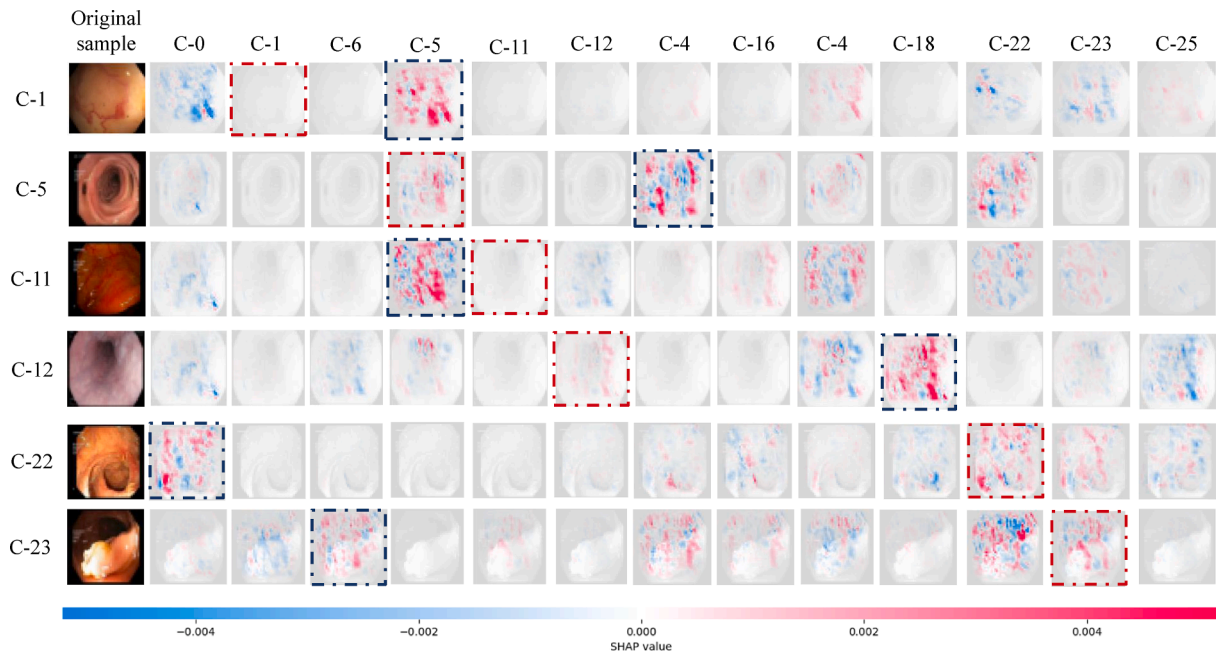 Original
sample
C-0
C-1
C-6
C-5
C-11
C-12
C-4
C-16
C-4
C-18
C-22
C-23
C-25
C-1
C-5
C-11
C-12
C-22
C-23
−0.004
−0.002
0.000
0.002
0.004
SHAP value